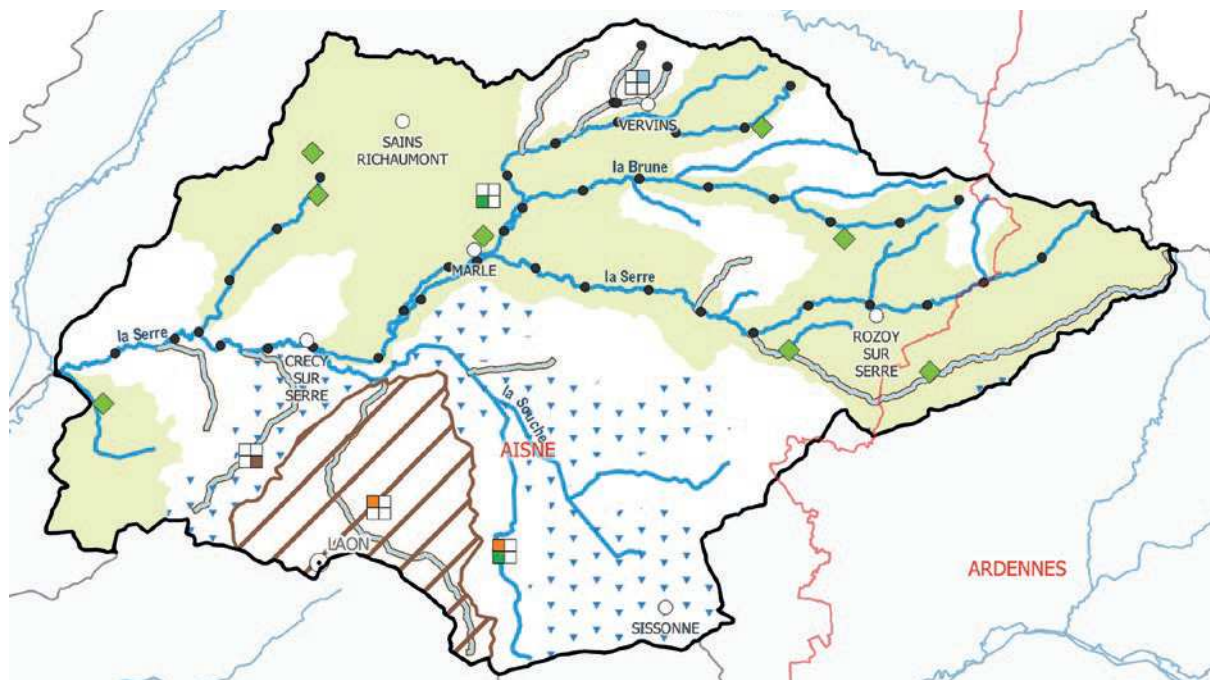 VERVINS
SAINS
RICHAUMONT
la Brune
MARLE
la Serre
la Serre
CRECY
SUR
SERRE
ROZOY
SUR
SERRE
la Souche
AISNE
LAON
ARDENNES
SISSONNE